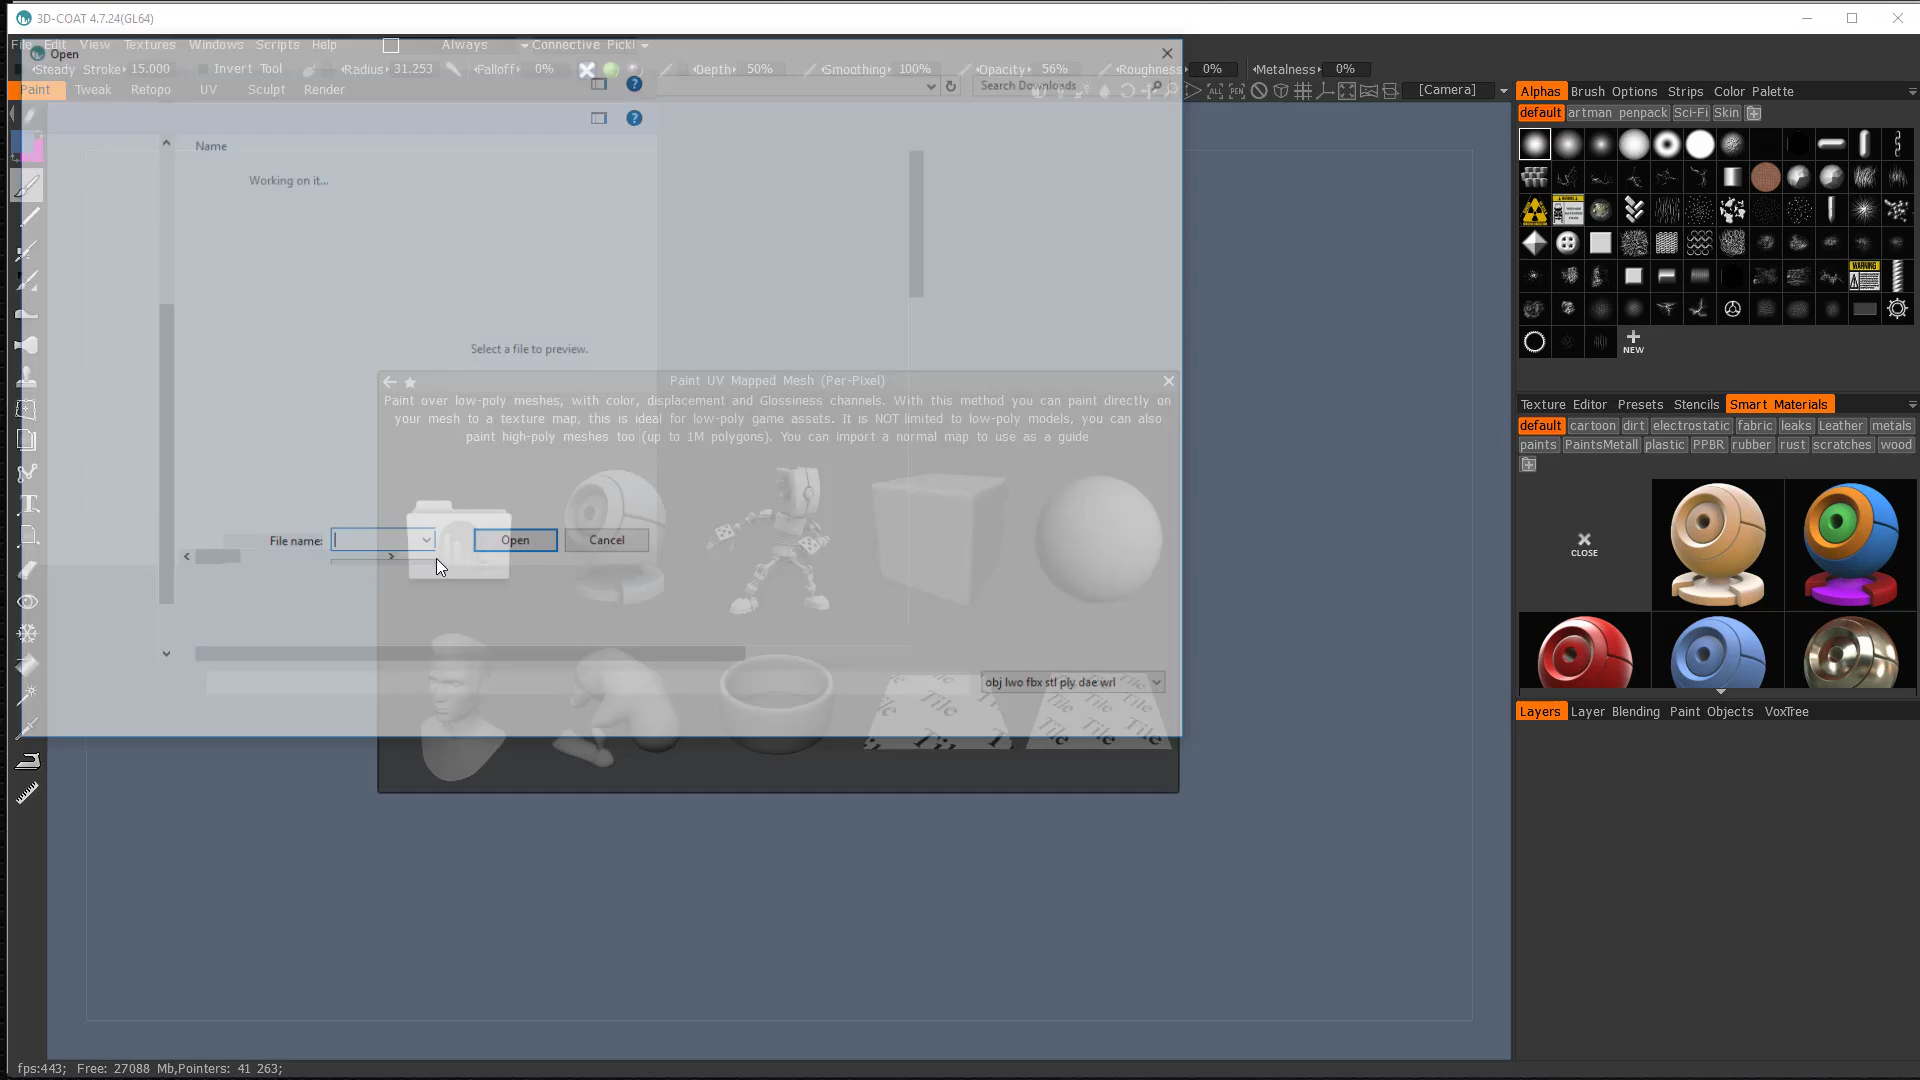 3D-COAT 4.7.24(GL64)
File Edit View Textures Windows Scripts Help Always Connective Picki
Open
Steady Stroke 15.000 Invert Tool Radius 31.253 Falloff 0% Depth 50% Smoothing 100% Opacity 56% Roughness 0% Metalness 0%
Paint Tweak Retopo UV Sculpt Render
Search Downloads
ALL PEN [Camera]
Name
Working on it...
Select a file to preview.
Paint UV Mapped Mesh (Per-Pixel)
Paint over low-poly meshes, with color, displacement and Glossiness channels. With this method you can paint directly on
your mesh to a texture map, this is ideal for low-poly game assets. It is NOT limited to low-poly models, you can also
paint high-poly meshes too (up to 1M polygons). You can import a normal map to use as a guide
File name:
Open Cancel
obj lwo fbx stl ply dae wrl
Tile Tile Tile
Tile Tile Tile
Alphas Brush Options Strips Color Palette
default artman penpack Sci-Fi Skin
WARNING
NEW
Texture Editor Presets Stencils Smart Materials
default cartoon dirt electrostatic fabric leaks Leather metals
paints PaintsMetall plastic PPBR rubber rust scratches wood
CLOSE
Layers Layer Blending Paint Objects VoxTree
fps:443; Free: 27088 Mb,Pointers: 41 263;